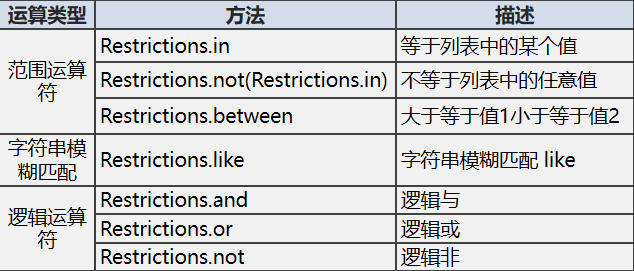 运算类型 方法 描述
范围运算符 Restrictions.in 等于列表中的某个值
Restrictions.not(Restrictions.in) 不等于列表中的任意值
Restrictions.between 大于等于值1小于等于值2
字符串模糊匹配 Restrictions.like 字符串模糊匹配 like
逻辑运算符 Restrictions.and 逻辑与
Restrictions.or 逻辑或
Restrictions.not 逻辑非